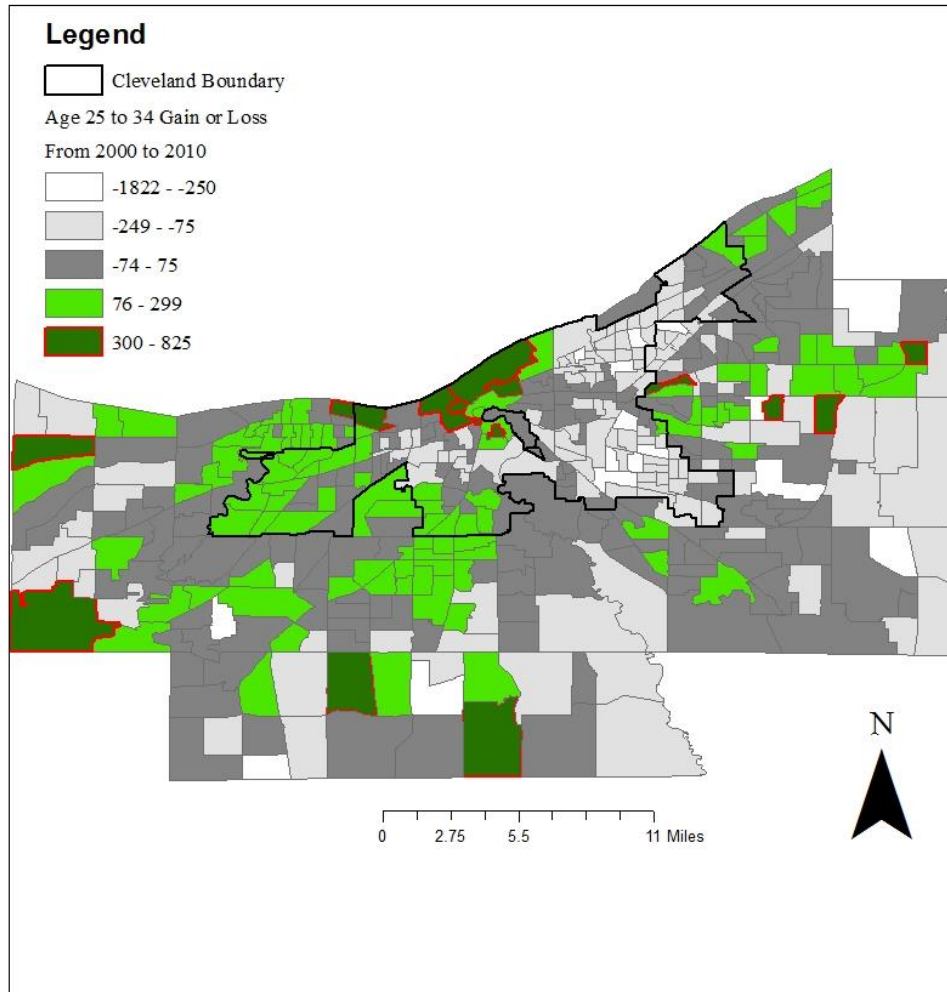 Legend
Cleveland Boundary
Age 25 to 34 Gain or Loss
From 2000 to 2010
-1822 - -250
-249 - -75
-74 - 75
76 - 299
300 - 825
N
0 2.75 5.5 11 Miles